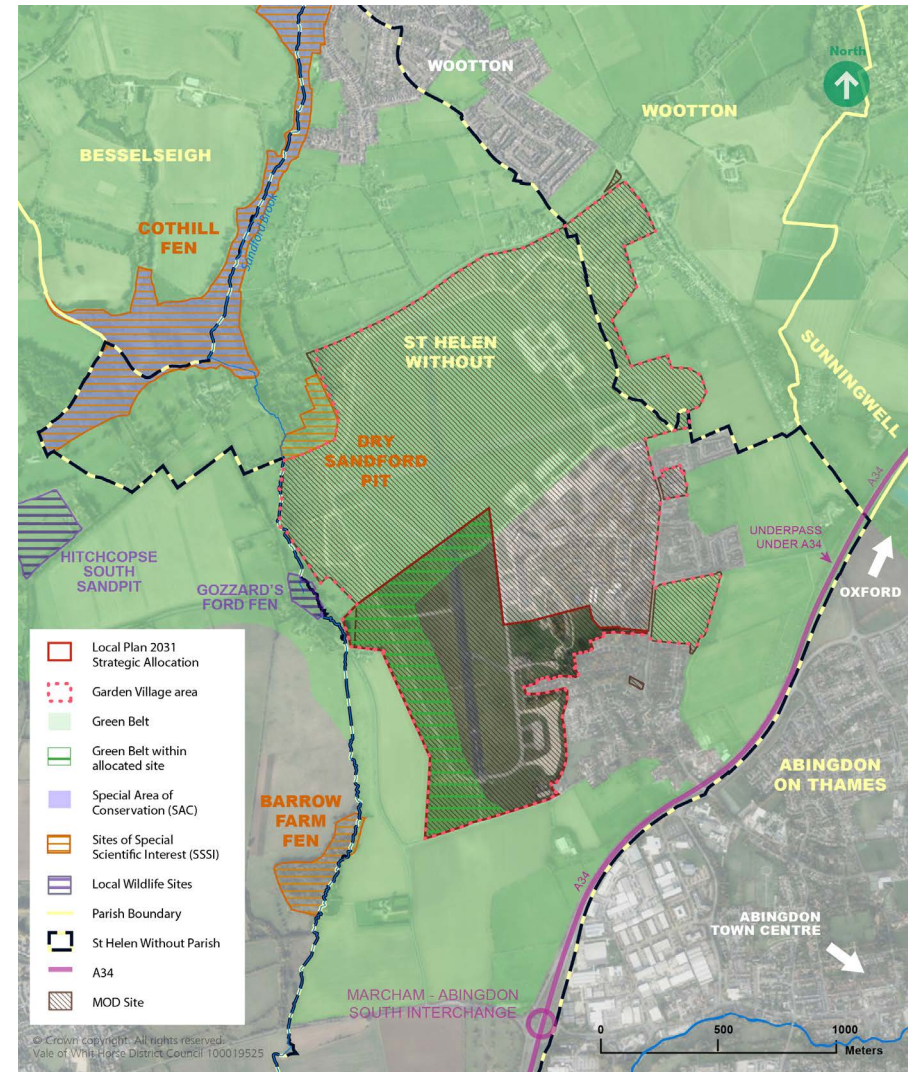 North
WOOTTON
WOOTTON
BESSELSEIGH
COTHILL
FEN
Sandford Brook
ST HELEN
WITHOUT
SUNNINGWELL
DRY
SANDFORD
PIT
A34
UNDERPASS
UNDER A34
HITCHCOPSE
SOUTH
SANDPIT
GOZZARD'S
FORD FEN
OXFORD
Local Plan 2031
Strategic Allocation
Garden Village area
Green Belt
Green Belt within
allocated site
Special Area of
Conservation (SAC)
Sites of Special
Scientific Interest (SSSI)
Local Wildlife Sites
Parish Boundary
St Helen Without Parish
A34
MOD Site
ABINGDON
ON THAMES
BARROW
FARM
FEN
A34
ABINGDON
TOWN CENTRE
MARCHAM - ABINGDON
SOUTH INTERCHANGE
0 500 1000
Meters
© Crown copyright. All rights reserved.
Vale of Whit Horse District Council 100019525